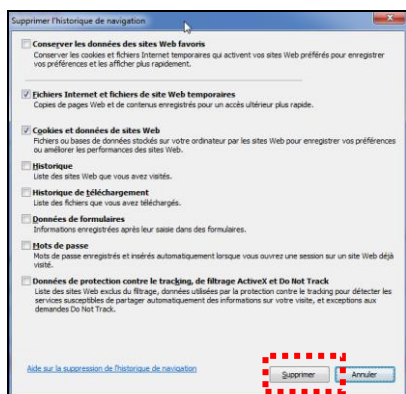 Supprimer l'historique de navigation
Conserver les données des sites Web favoris
Conserver les cookies et fichiers Internet temporaires qui activent vos sites Web préférés pour enregistrer
vos préférences et les afficher plus rapidement.
Fichiers Internet et fichiers de site Web temporaires
Copies de pages Web et de contenus enregistrés pour un accès ultérieur plus rapide.
Cookies et données de sites Web
Fichiers ou bases de données stockés sur votre ordinateur par les sites Web pour enregistrer vos préférences
ou améliorer les performances des sites Web.
Historique
Liste des sites Web que vous avez visités.
Historique de téléchargement
Liste des fichiers que vous avez téléchargés.
Données de formulaires
Informations enregistrées après leur saisie dans des formulaires.
Mots de passe
Mots de passe enregistrés et insérés automatiquement lorsque vous ouvrez une session sur un site Web déjà
visité.
Données de protection contre le tracking, de filtrage ActiveX et Do Not Track
Liste des sites Web exclus du filtrage, données utilisées par la protection contre le tracking pour détecter les
services susceptibles de partager automatiquement des informations sur votre visite, et exceptions aux
demandes Do Not Track.
Aide sur la suppression de l'historique de navigation
Supprimer
Annuler